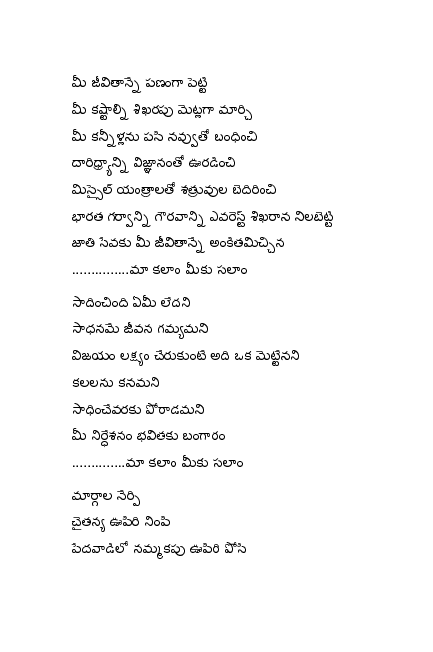 మీ జీవితాన్నే పణంగా పెట్టి
మీ కష్టాల్ని శిఖరపు మెట్లగా మార్చి
మీ కన్నీళ్లను పసి నవ్వుతో బంధించి
దారిద్ర్యాన్ని విజ్ఞానంతో ఊరడించి
మిస్సైల్ యంత్రాలతో శత్రువుల బెదిరించి
భారత గర్వాన్ని గౌరవాన్ని ఎవరెస్ట్ శిఖరాన నిలబెట్టి
జాతి సేవకు మీ జీవితాన్నే అంకితమిచ్చిన
...............మా కలాం మీకు సలాం
సాదించింది ఏమీ లేదని
సాధనమె జీవన గమ్యమని
విజయం లక్ష్యం చేరుకుంటే అది ఒక మెట్టేనని
కలలను కనమని
సాధించేవరకు పోరాడమని
మీ నిర్ధేశనం భవితకు బంగారం
..............మా కలాం మీకు సలాం
మార్గాల నేర్పి
చైతన్య ఊపిరి నింపి
పేదవాడిలో నమ్మకపు ఊపిరి పోసి